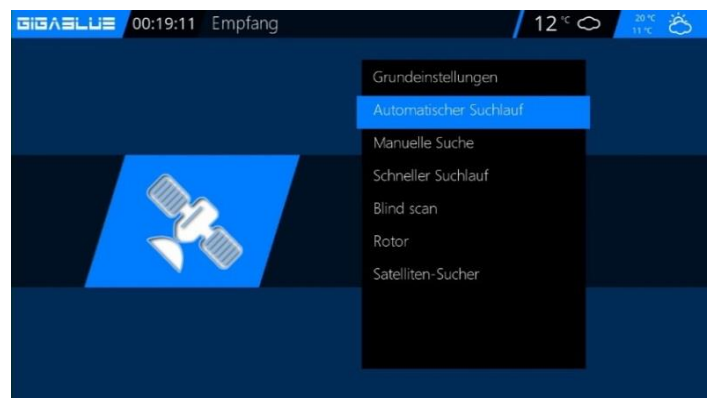 GIGABLUE 00:19:11 Empfang 12 °C 20 °C
11 °C
Grundeinstellungen
Automatischer Suchlauf
Manuelle Suche
Schneller Suchlauf
Blind scan
Rotor
Satelliten-Sucher